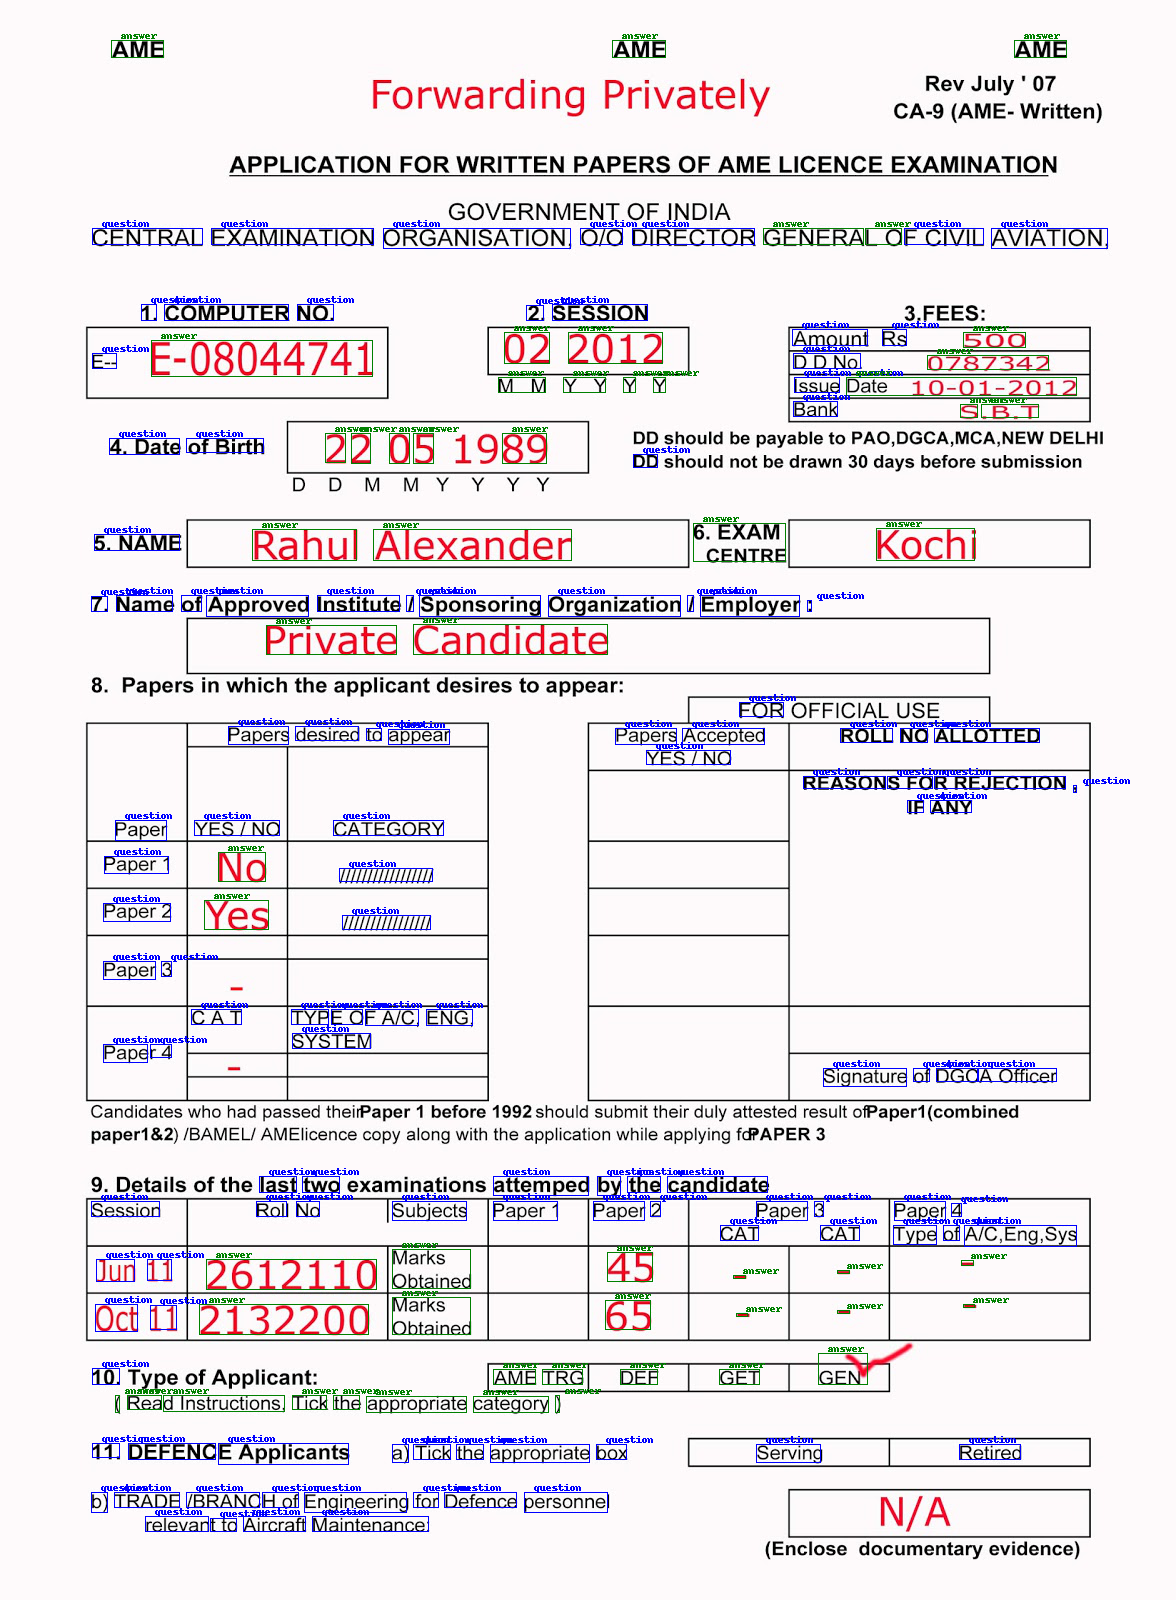 AME AME AME
Forwarding Privately
Rev July ' 07
CA-9 (AME- Written)
APPLICATION FOR WRITTEN PAPERS OF AME LICENCE EXAMINATION
GOVERNMENT OF INDIA
CENTRAL EXAMINATION ORGANISATION, O/O DIRECTOR GENERAL OF CIVIL AVIATION.
1. COMPUTER NO. 2. SESSION 3.FEES:
E-- E-08044741 02 2012 Amount Rs 500
D D No 0787342
M M Y Y Y Y Issue Date 10-01-2012
Bank S.B.T
4. Date of Birth 22 05 1989 DD should be payable to PAO,DGCA,MCA,NEW DELHI
DD should not be drawn 30 days before submission
D D M M Y Y Y Y
5. NAME Rahul Alexander 6. EXAM CENTRE Kochi
7. Name of Approved Institute / Sponsoring Organization / Employer :
Private Candidate
8. Papers in which the applicant desires to appear:
FOR OFFICIAL USE
Papers desired to appear Papers Accepted ROLL NO ALLOTTED
YES / NO
REASONS FOR REJECTION ,
IF ANY
Paper YES / NO CATEGORY
Paper 1 No ////////////////
Paper 2 Yes ////////////////
Paper 3 -
C A T TYPE OF A/C, ENG,
SYSTEM
Paper 4 -
Signature of DGCA Officer
Candidates who had passed their Paper 1 before 1992 should submit their duly attested result of Paper1(combined
paper1&2) /BAMEL/ AMElicence copy along with the application while applying for PAPER 3
9. Details of the last two examinations attemped by the candidate
Session Roll No Subjects Paper 1 Paper 2 Paper 3 Paper 4
CAT CAT Type of A/C,Eng,Sys
Jun 11 2612110 Marks Obtained 45 - - -
Oct 11 2132200 Marks Obtained 65 - - -
10. Type of Applicant: AME TRG DEF GET GEN
( Read Instructions. Tick the appropriate category )
11. DEFENCE Applicants a) Tick the appropriate box Serving Retired
b) TRADE /BRANCH of Engineering for Defence personnel
relevant to Aircraft Maintenance.
N/A
(Enclose documentary evidence)